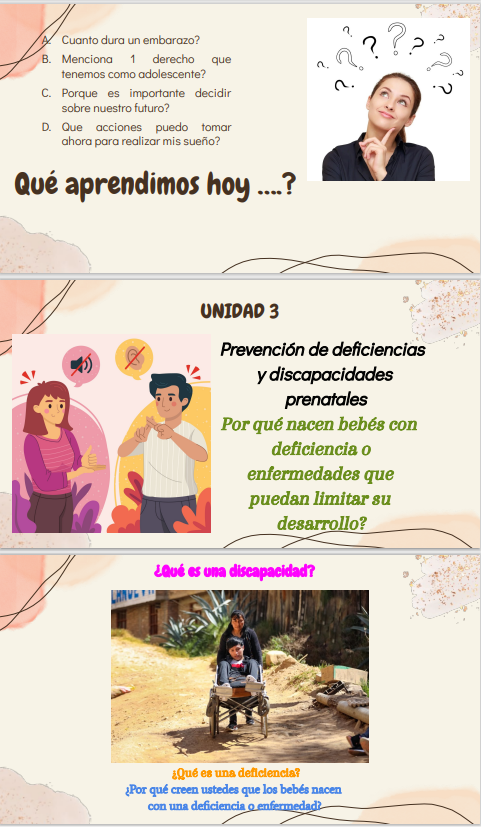 A. Cuanto dura un embarazo?
B. Menciona 1 derecho que
tenemos como adolescente?
C. Porque es importante decidir
sobre nuestro futuro?
D. Que acciones puedo tomar
ahora para realizar mis sueño?
Qué aprendimos hoy ....?
UNIDAD 3
Prevención de deficiencias
y discapacidades
prenatales
Por qué nacen bebés con
deficiencia o
enfermedades que
puedan limitar su
desarrollo?
¿Qué es una discapacidad?
¿Qué es una deficiencia?
¿Por qué creen ustedes que los bebés nacen
con una deficiencia o enfermedad?